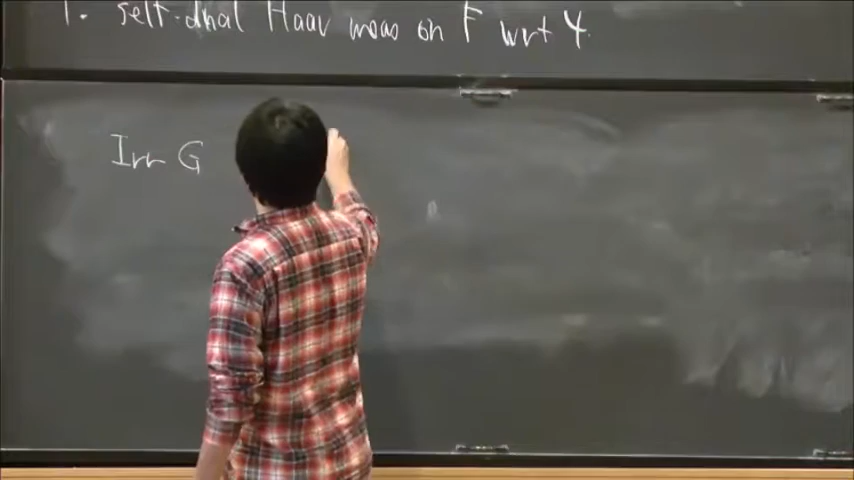 1. self-dual Haar meas on F wrt ψ.
Irr G